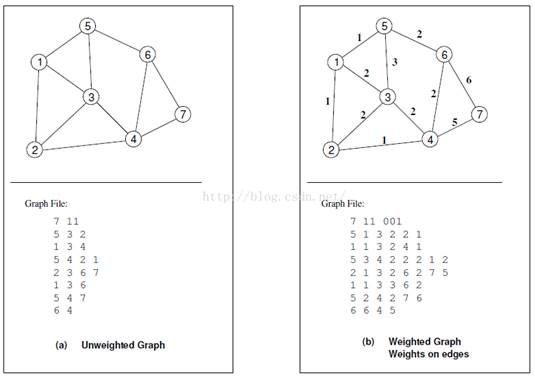 5
1
6
3
7
2
4
Graph File:
7 11
5 3 2
1 3 4
5 4 2 1
2 3 6 7
1 3 6
5 4 7
6 4
(a) Unweighted Graph
5
1
2
1
6
3
2
6
3
1
2
7
2
2
5
2
1
4
Graph File:
7 11 001
5 1 3 2 2 1
1 1 3 2 4 1
5 3 4 2 2 2 1 2
2 1 3 2 6 2 7 5
1 1 3 3 6 2
5 2 4 2 7 6
6 6 4 5
(b) Weighted Graph
Weights on edges
http://blog.csdn.net/